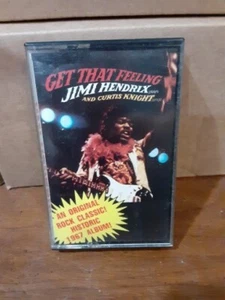 GET THAT FEELING
JIMI HENDRIX
AND CURTIS KNIGHT
AN ORIGINAL
ROCK CLASSIC!
HISTORIC
1967 ALBUM!